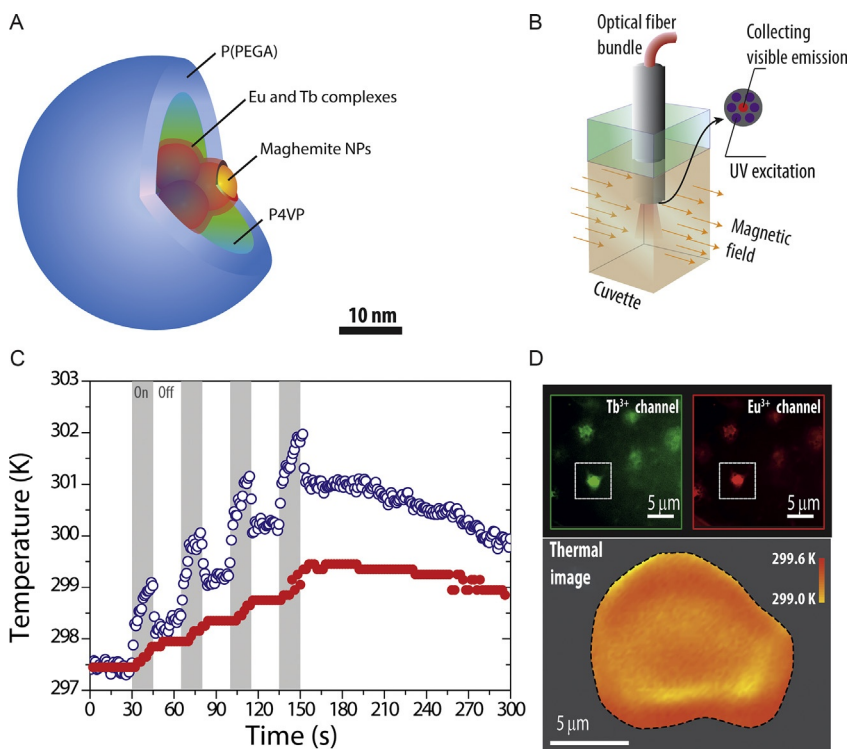 A
P(PEGA)
Eu and Tb complexes
Maghemite NPs
P4VP
10 nm
B
Optical fiber
bundle
Collecting
visible emission
UV excitation
Magnetic
field
Cuvette
C
303
302
301
300
299
298
297
Temperature (K)
On Off
0 30 60 90 120 150 180 210 240 270 300
Time (s)
D
Tb³⁺ channel
5 μm
Eu³⁺ channel
5 μm
Thermal
image
299.6 K
299.0 K
5 μm